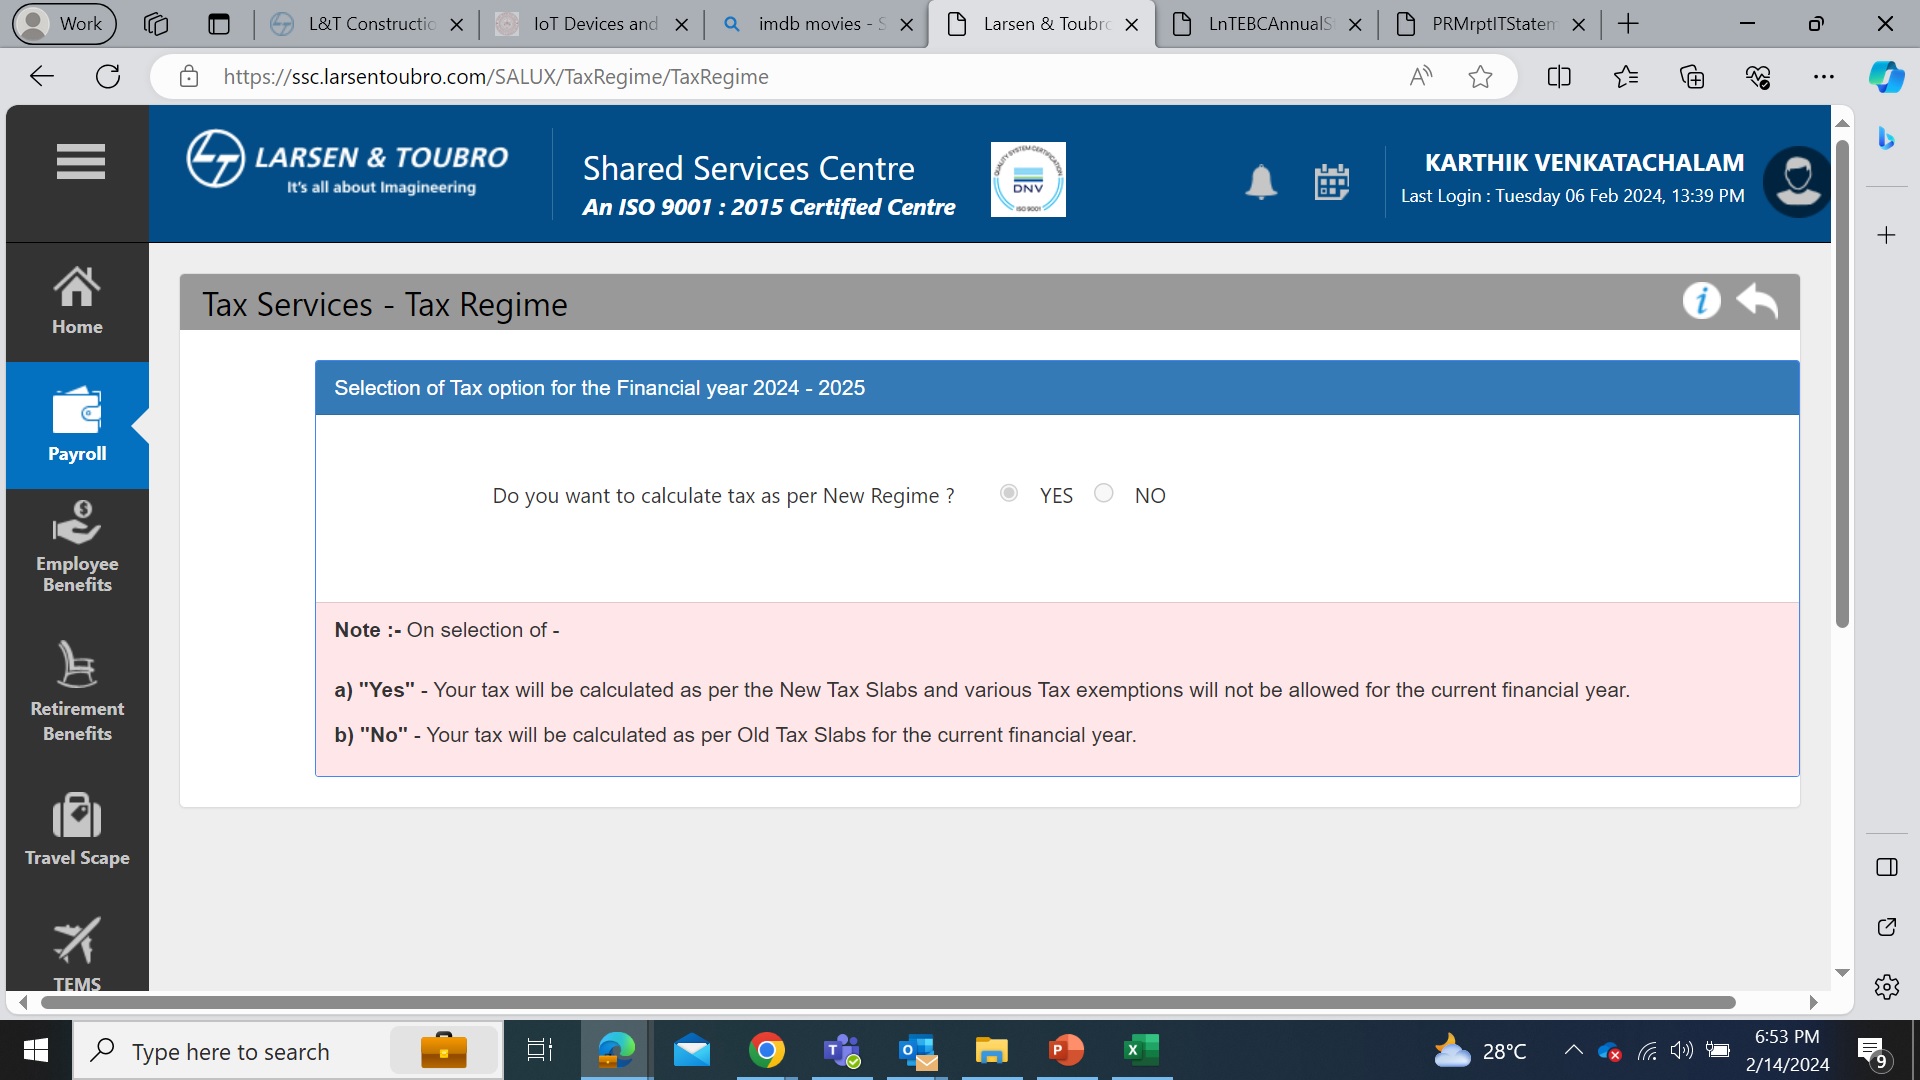 Work
L&T Constructio
IoT Devices and
imdb movies - S
Larsen & Toubro
LnTEBCAnnualS
PRMrptITStatem
https://ssc.larsentoubro.com/SALUX/TaxRegime/TaxRegime
LARSEN & TOUBRO
It's all about Imagineering
Shared Services Centre
An ISO 9001 : 2015 Certified Centre
QUALITY SYSTEM CERTIFICATION
DNV
ISO 9001
KARTHIK VENKATACHALAM
Last Login : Tuesday 06 Feb 2024, 13:39 PM
Home
Payroll
Employee
Benefits
Retirement
Benefits
Travel Scape
TEMS
Tax Services - Tax Regime
Selection of Tax option for the Financial year 2024 - 2025
Do you want to calculate tax as per New Regime ? YES NO
Note :- On selection of -
a) "Yes" - Your tax will be calculated as per the New Tax Slabs and various Tax exemptions will not be allowed for the current financial year.
b) "No" - Your tax will be calculated as per Old Tax Slabs for the current financial year.
Type here to search
28°C
6:53 PM
2/14/2024
9